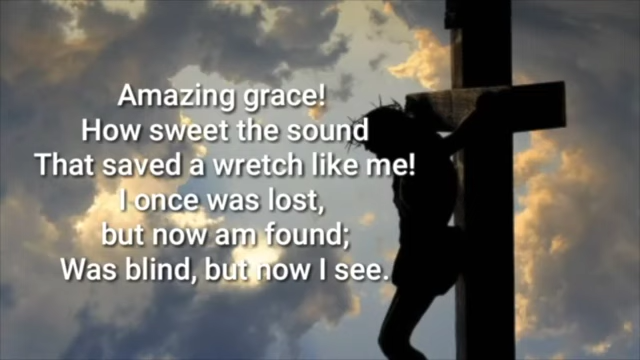 Amazing grace!
How sweet the sound
That saved a wretch like me!
I once was lost,
but now am found;
Was blind, but now I see.